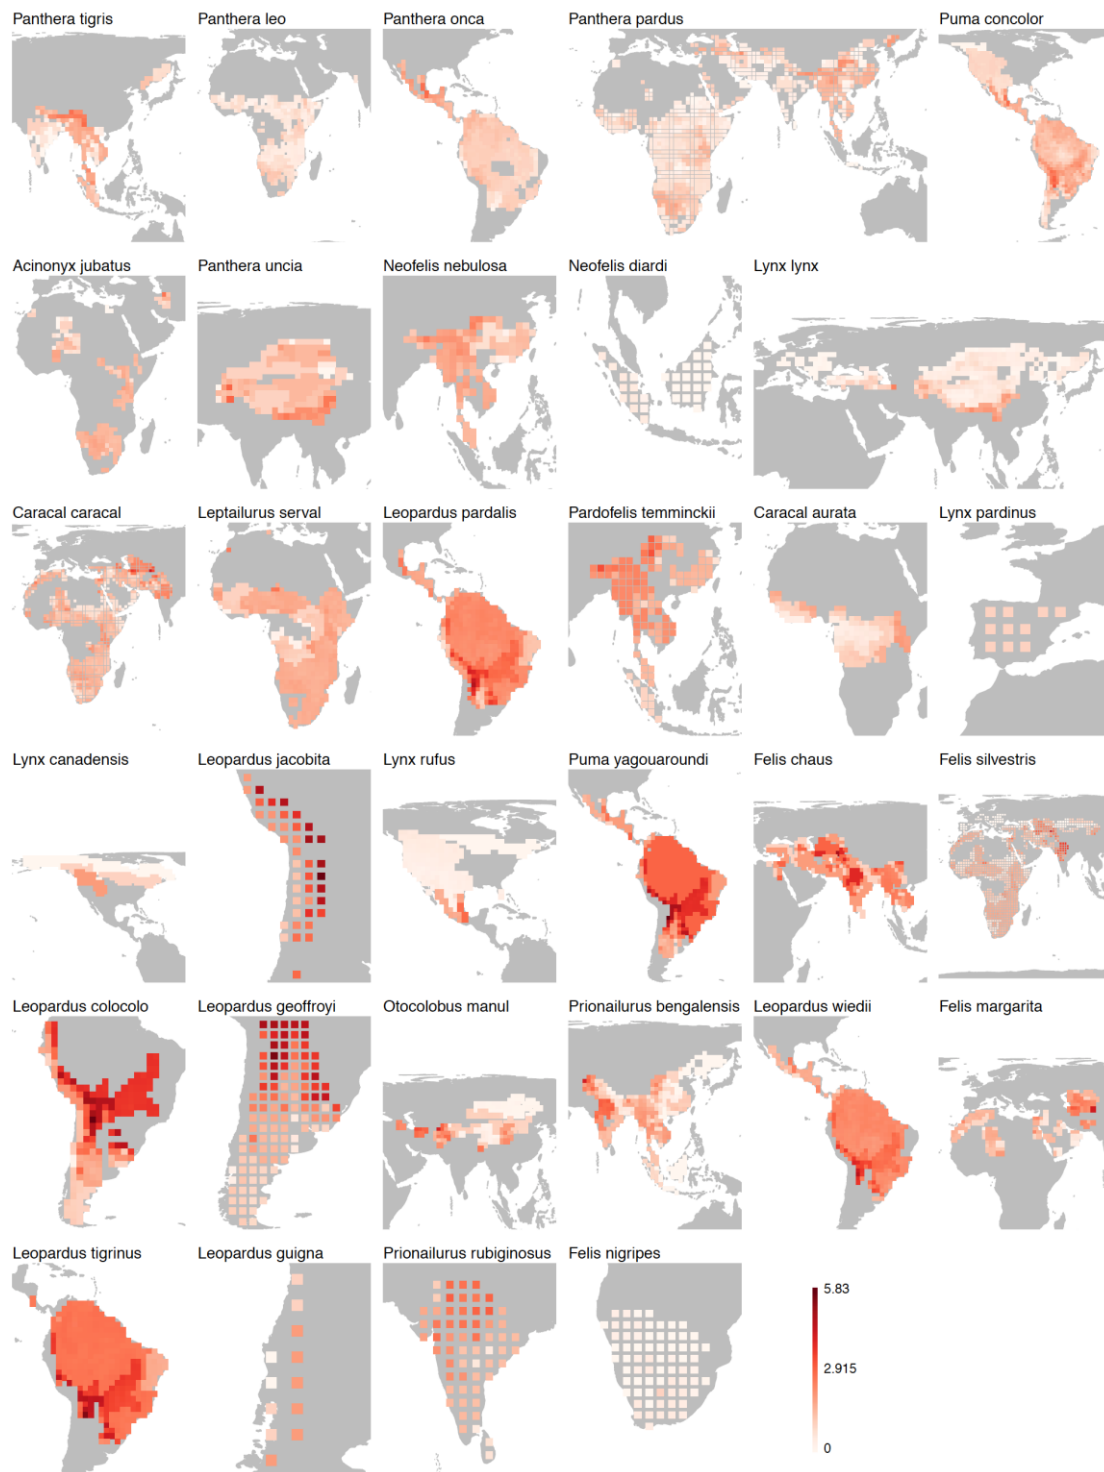 Panthera tigris
Panthera leo
Panthera onca
Panthera pardus
Puma concolor
Acinonyx jubatus
Panthera uncia
Neofelis nebulosa
Neofelis diardi
Lynx lynx
Caracal caracal
Leptailurus serval
Leopardus pardalis
Pardofelis temminckii
Caracal aurata
Lynx pardinus
Lynx canadensis
Leopardus jacobita
Lynx rufus
Puma yagouaroundi
Felis chaus
Felis silvestris
Leopardus colocolo
Leopardus geoffroyi
Otocolobus manul
Prionailurus bengalensis
Leopardus wiedii
Felis margarita
Leopardus tigrinus
Leopardus guigna
Prionailurus rubiginosus
Felis nigripes
5.83
2.915
0